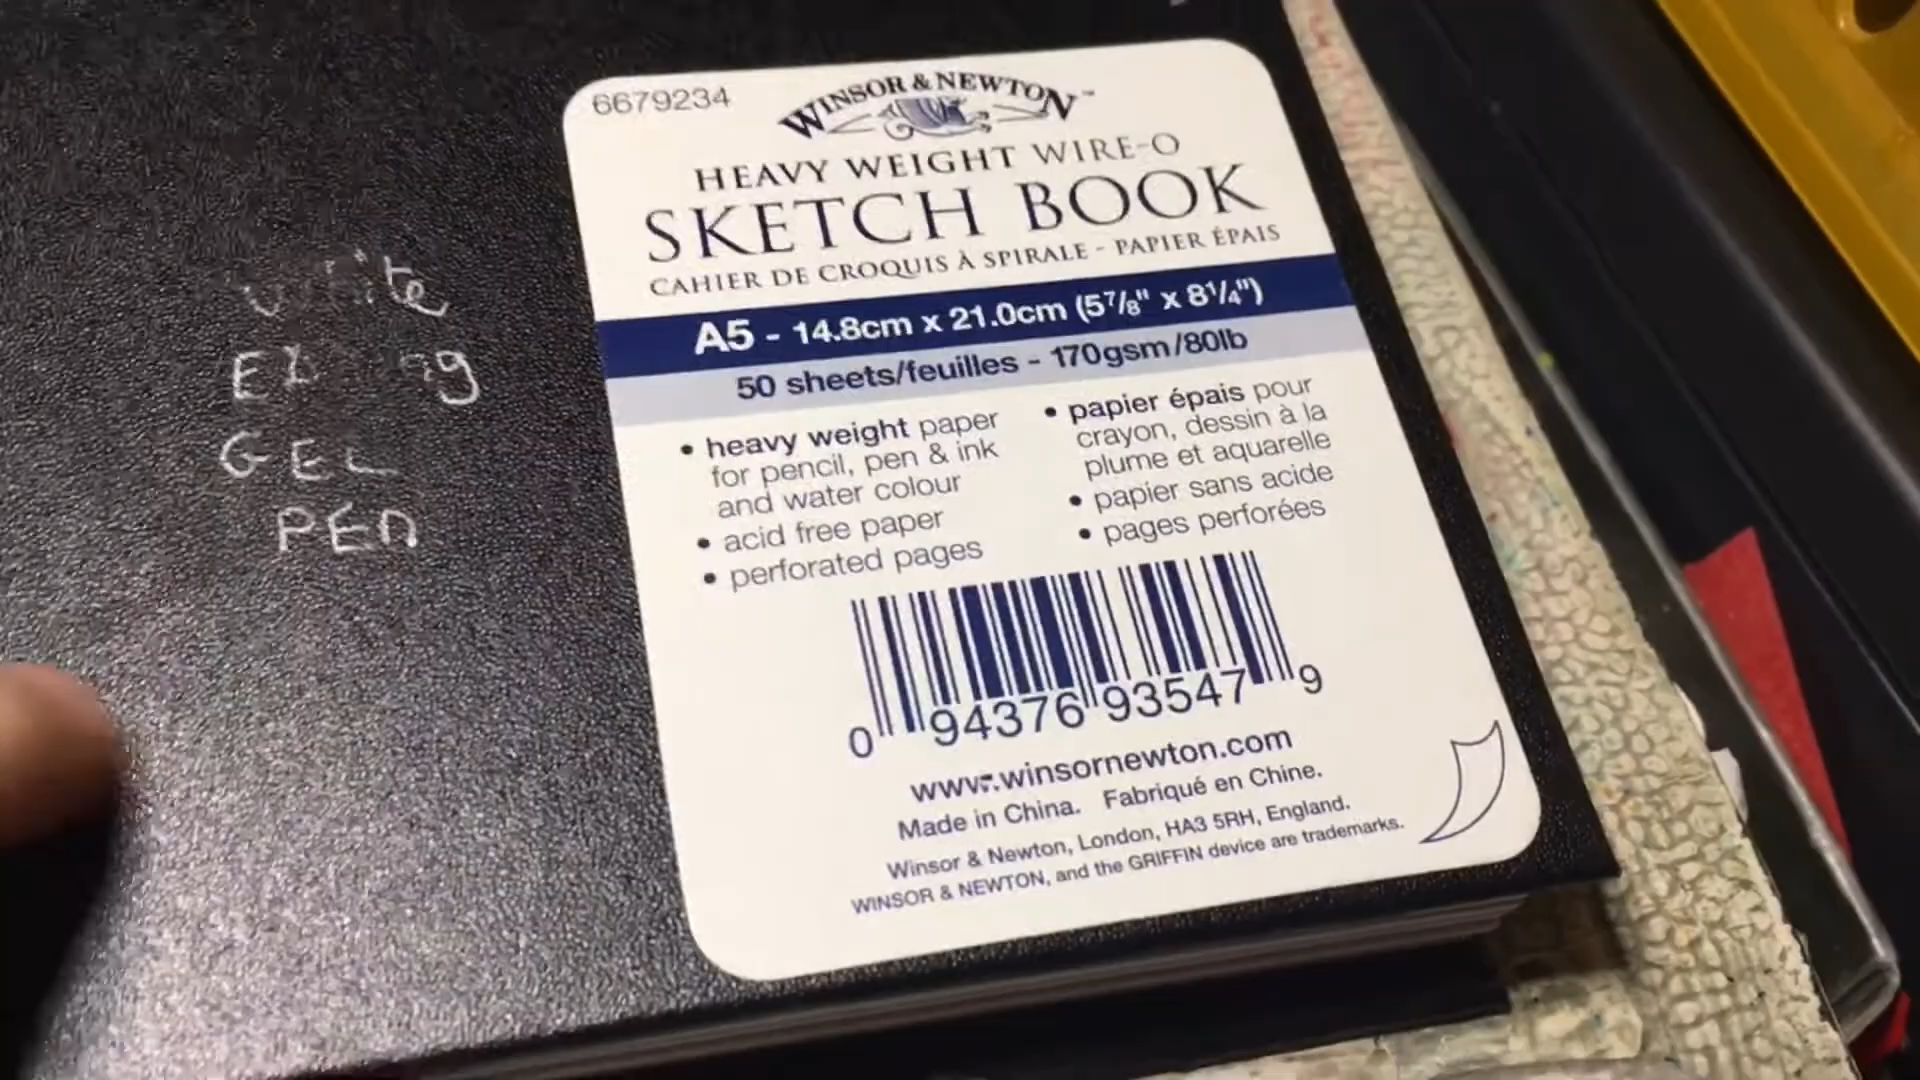 6679234
WINSOR & NEWTON™
HEAVY WEIGHT WIRE-O
SKETCH BOOK
CAHIER DE CROQUIS À SPIRALE - PAPIER ÉPAIS
A5 - 14.8cm x 21.0cm (5⅞" x 8¼")
50 sheets/feuilles - 170gsm/80lb
• heavy weight paper
for pencil, pen & ink
and water colour
• acid free paper
• perforated pages
• papier épais pour
crayon, dessin à la
plume et aquarelle
• papier sans acide
• pages perforées
0 94376 93547 9
www.winsornewton.com
Made in China. Fabriqué en Chine.
Winsor & Newton, London, HA3 5RH, England.
WINSOR & NEWTON, and the GRIFFIN device are trademarks.
GEL
PEN